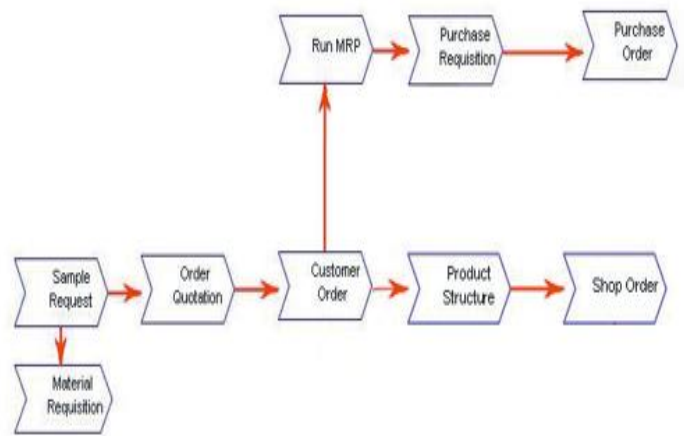 Run MRP
Purchase
Requisition
Purchase
Order
Sample
Request
Order
Quotation
Customer
Order
Product
Structure
Shop Order
Material
Requisition